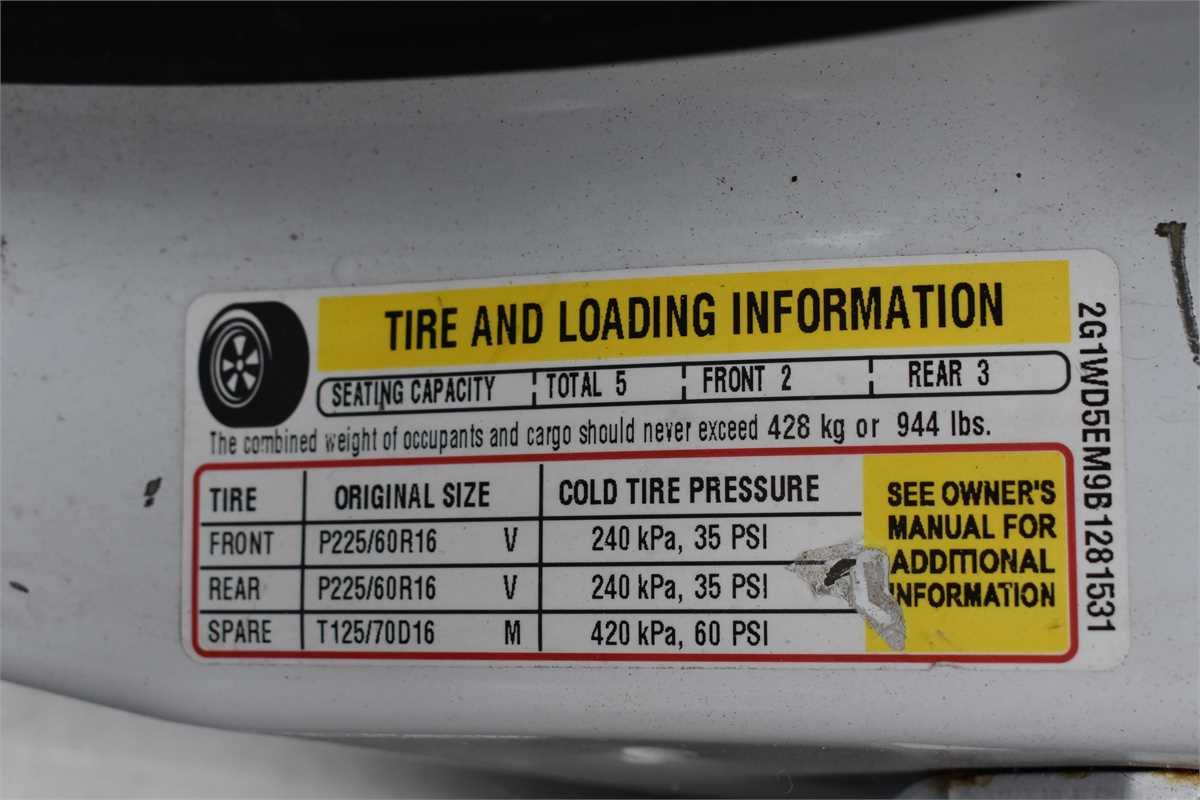 TIRE AND LOADING INFORMATION
SEATING CAPACITY TOTAL 5 FRONT 2 REAR 3
The combined weight of occupants and cargo should never exceed 428 kg or 944 lbs.
TIRE ORIGINAL SIZE COLD TIRE PRESSURE
FRONT P225/60R16 V 240 kPa, 35 PSI
REAR P225/60R16 V 240 kPa, 35 PSI
SPARE T125/70D16 M 420 kPa, 60 PSI
SEE OWNER'S
MANUAL FOR
ADDITIONAL
INFORMATION
2G1WD5EM9B1281531